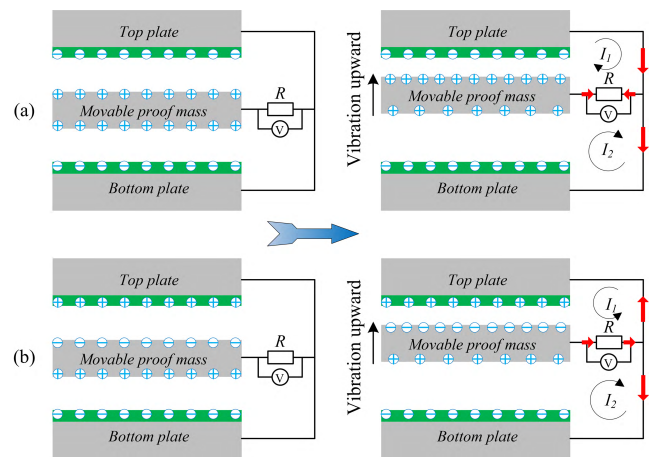 Top plate
(a)
Movable proof mass
R
V
Bottom plate
Vibration upward
Top plate
I1
R
Movable proof mass
V
I2
Bottom plate
Top plate
(b)
Movable proof mass
R
V
Bottom plate
Vibration upward
Top plate
I1
R
Movable proof mass
V
I2
Bottom plate